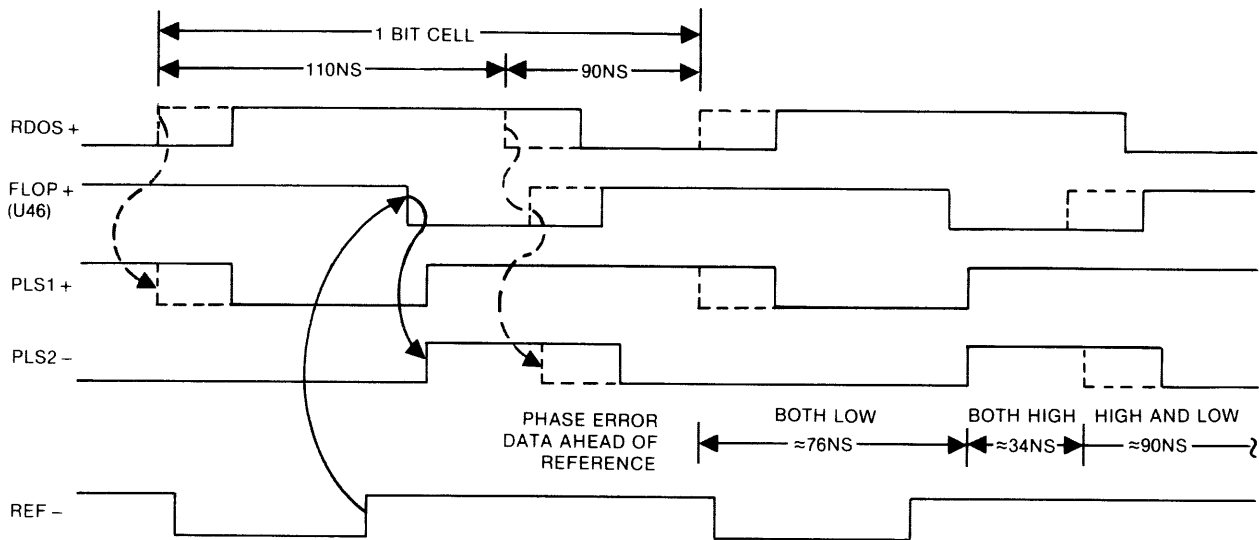 1 BIT CELL
110NS
90NS
RDOS +
FLOP +
(U46)
PLS1 +
PLS2 –
PHASE ERROR
DATA AHEAD OF
REFERENCE
BOTH LOW
≈76NS
BOTH HIGH
≈34NS
HIGH AND LOW
≈90NS
REF –